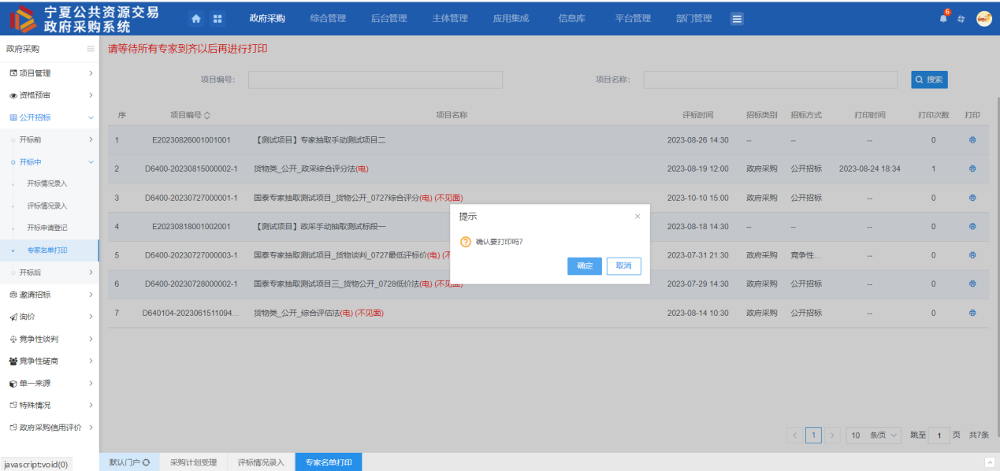 宁夏公共资源交易
政府采购系统
政府采购 综合管理 后台管理 主体管理 应用集成 信息库 平台管理 部门管理
6
政府采购
项目管理
资格预审
公开招标
开标前
开标中
开标情况录入
评标情况录入
开标申请登记
专家名单打印
开标后
邀请招标
询价
竞争性谈判
竞争性磋商
单一来源
特殊情况
政府采购信用评价
请等待所有专家到齐以后再进行打印
项目编号: 项目名称: 搜索
序 项目编号 项目名称 评标时间 招标类别 招标方式 打印时间 打印次数 打印
1 E20230826001001001 【测试项目】专家抽取手动测试项目二 2023-08-26 14:30 -- -- -- 0
2 D6400-20230815000002-1 货物类_公开_政采综合评分法(电) 2023-08-19 12:00 政府采购 公开招标 2023-08-24 18:34 1
3 D6400-20230727000001-1 国泰专家抽取测试项目_货物公开_0727综合评分(电) (不见面) 2023-10-10 15:00 政府采购 公开招标 -- 0
4 E20230818001002001 【测试项目】政采手动抽取测试标段一 2023-08-18 14:30 -- -- -- 0
5 D6400-20230727000003-1 国泰专家抽取测试项目_货物谈判_0727最低评标价(电) (不 2023-07-31 21:30 政府采购 竞争性... -- 0
6 D6400-20230728000002-1 国泰专家抽取测试项目三_货物公开_0728低价法(电) (不见面) 2023-07-29 14:30 政府采购 公开招标 -- 0
7 D640104-2023061511094... 货物类_公开_综合评估法(电) (不见面) 2023-08-14 10:30 政府采购 公开招标 -- 0
提示
×
确认要打印吗?
确定 取消
1 10 条/页 跳至 1 页 共7条
javascript:void(0)
默认门户 采购计划受理 评标情况录入 专家名单打印